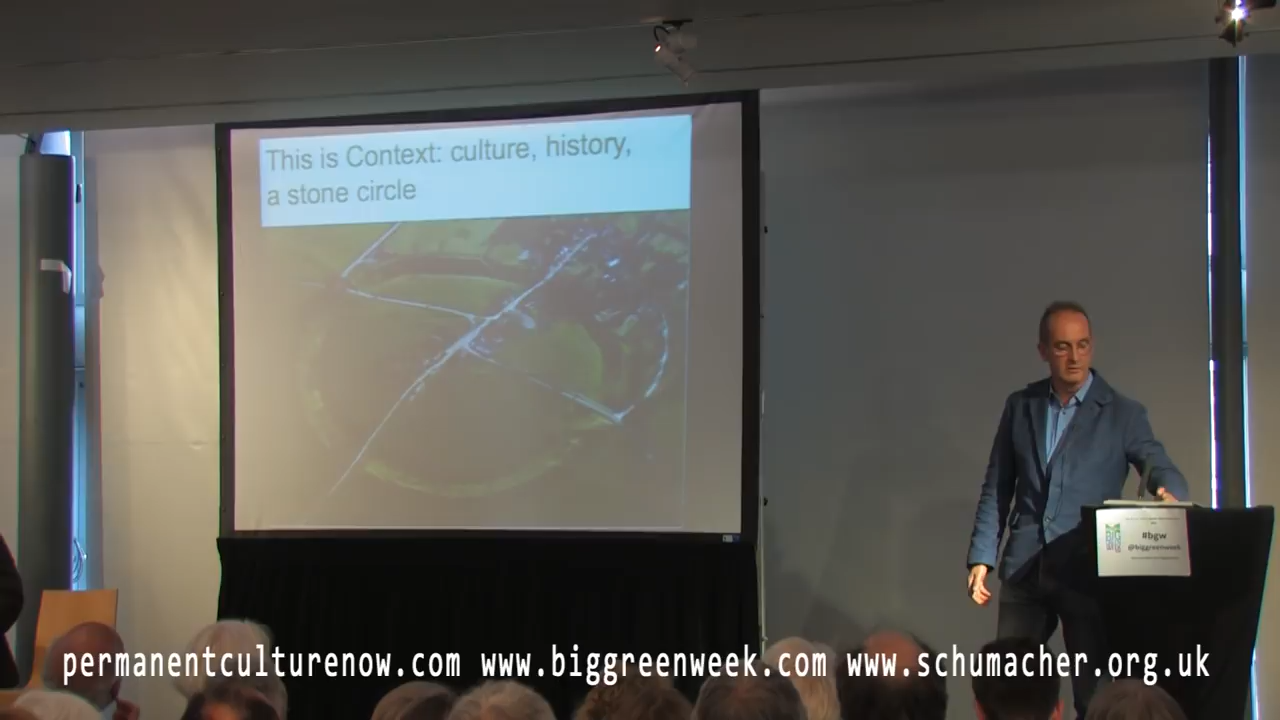 This is Context: culture, history,
a stone circle
#bgw
@biggreenweek
permanentculturenow.com www.biggreenweek.com www.schumacher.org.uk